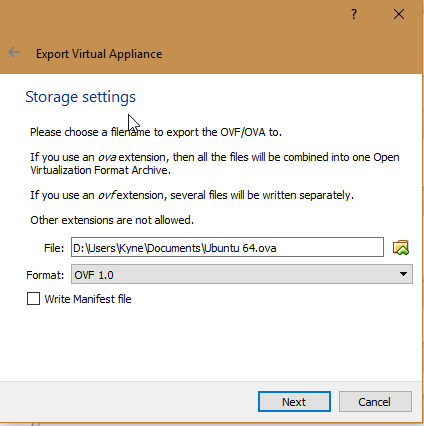 ?
Export Virtual Appliance
Storage settings
Please choose a filename to export the OVF/OVA to.
If you use an ova extension, then all the files will be combined into one Open
Virtualization Format Archive.
If you use an ovf extension, several files will be written separately.
Other extensions are not allowed.
File: D:\Users\Kyne\Documents\Ubuntu 64.ova
Format: OVF 1.0
Write Manifest file
Next Cancel